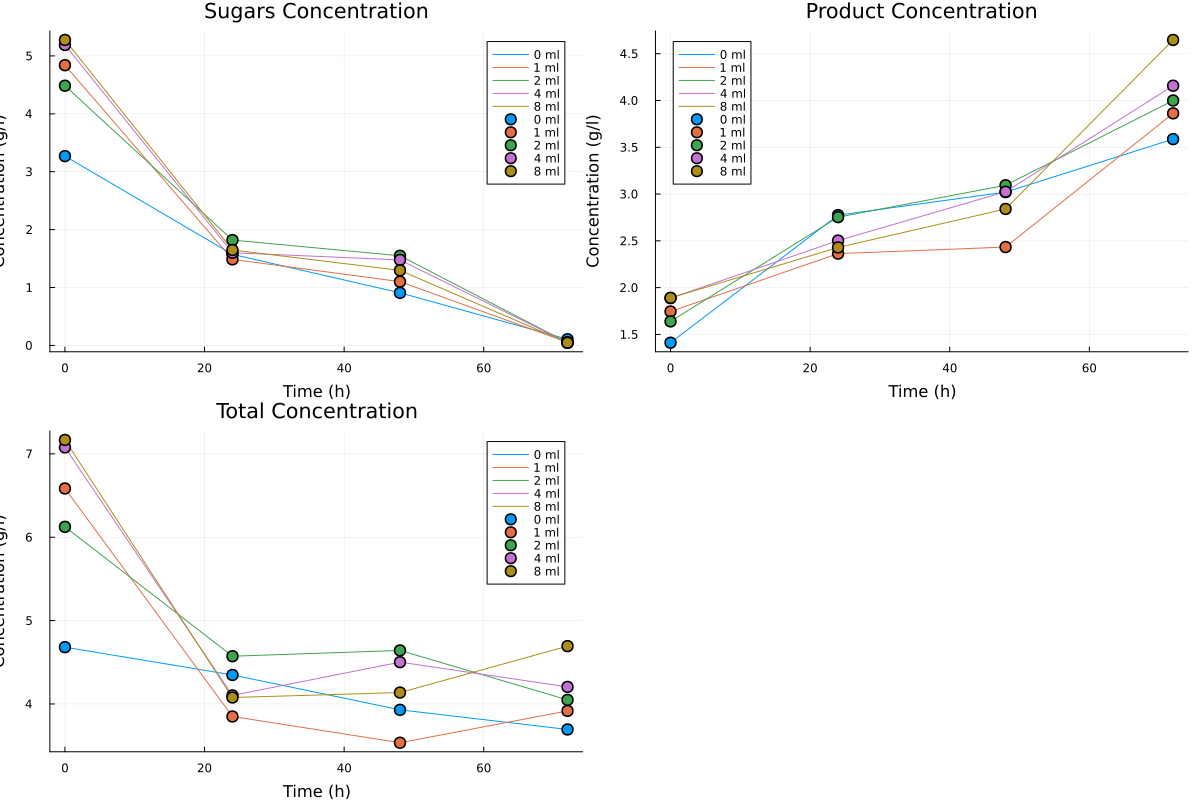 Sugars Concentration
5
4
3
2
1
0
0 20 40 60
Time (h)
0 ml
1 ml
2 ml
4 ml
8 ml
0 ml
1 ml
2 ml
4 ml
8 ml
Product Concentration
Concentration (g/l)
4.5
4.0
3.5
3.0
2.5
2.0
1.5
0 20 40 60
Time (h)
0 ml
1 ml
2 ml
4 ml
8 ml
0 ml
1 ml
2 ml
4 ml
8 ml
Total Concentration
7
6
5
4
0 20 40 60
Time (h)
0 ml
1 ml
2 ml
4 ml
8 ml
0 ml
1 ml
2 ml
4 ml
8 ml